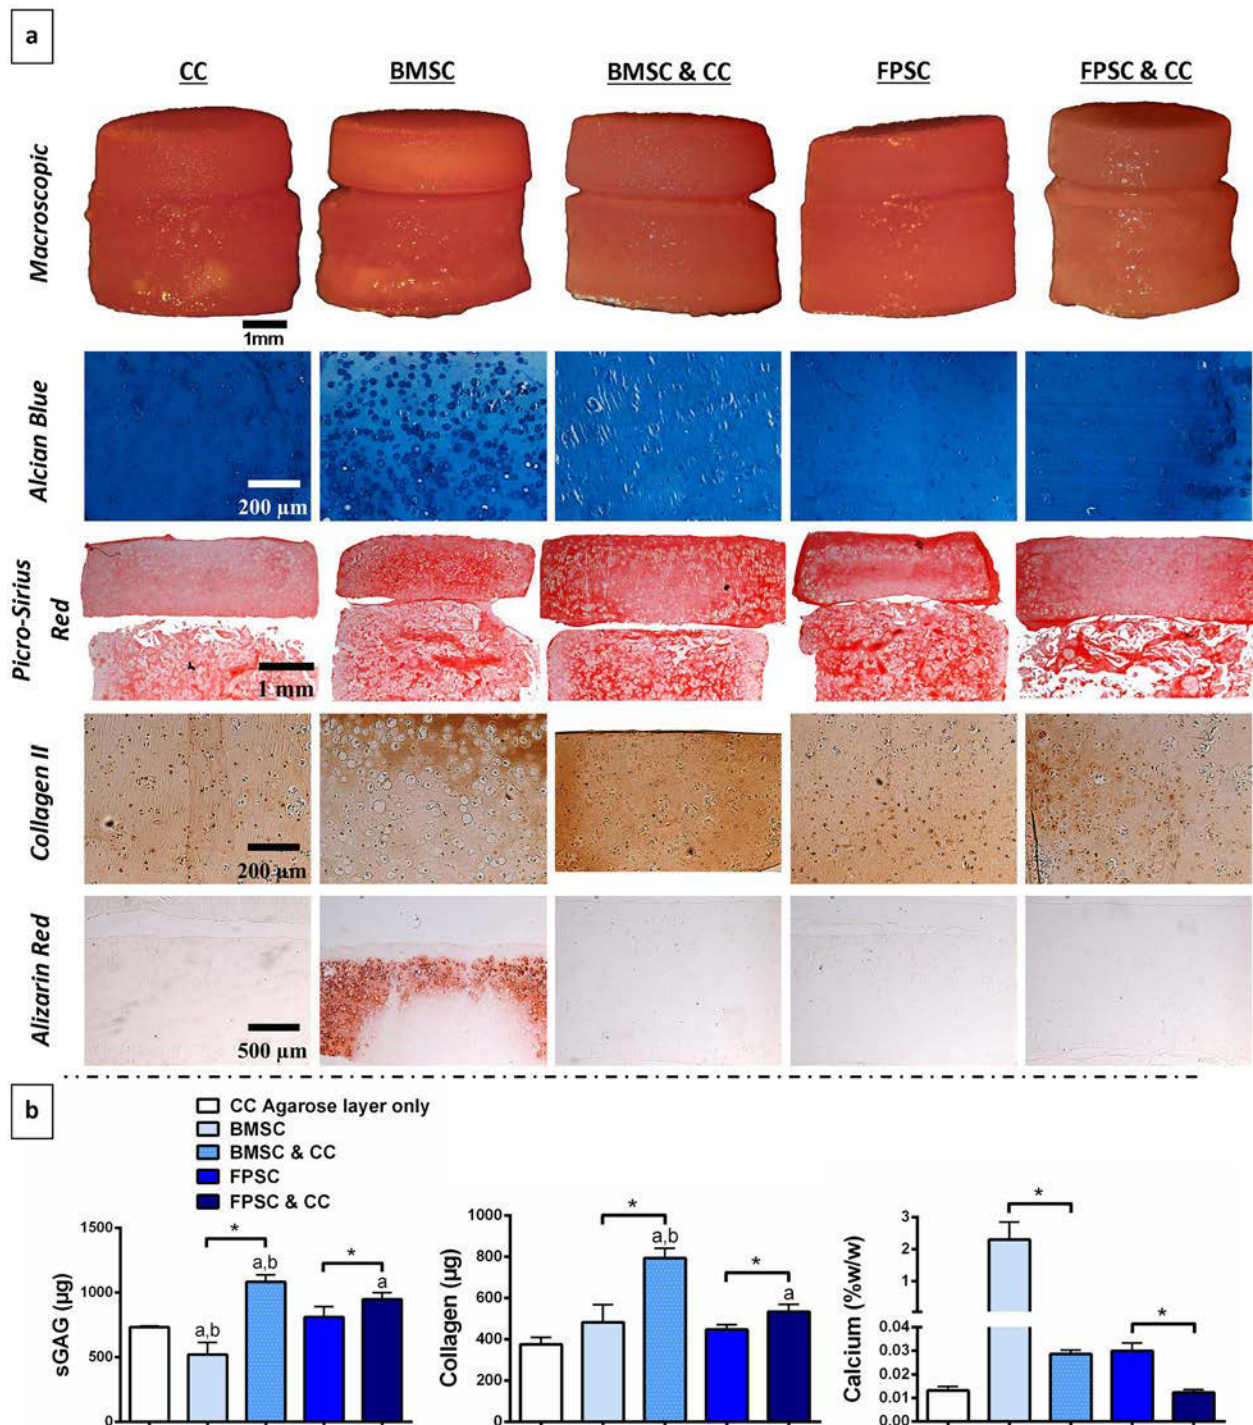 a
CC BMSC BMSC & CC FPSC FPSC & CC
Macroscopic
1mm
Alcian Blue
200 µm
Picro-Sirius
Red
1 mm
Collagen II
200 µm
Alizarin Red
500 µm
b
CC Agarose layer only
BMSC
BMSC & CC
FPSC
FPSC & CC
sGAG (µg)
1500
1000
500
0
*
*
a,b
a,b
a
Collagen (µg)
1000
800
600
400
200
0
*
*
a,b
a
Calcium (%w/w)
3
2
1
0.04
0.03
0.02
0.01
0.00
*
*